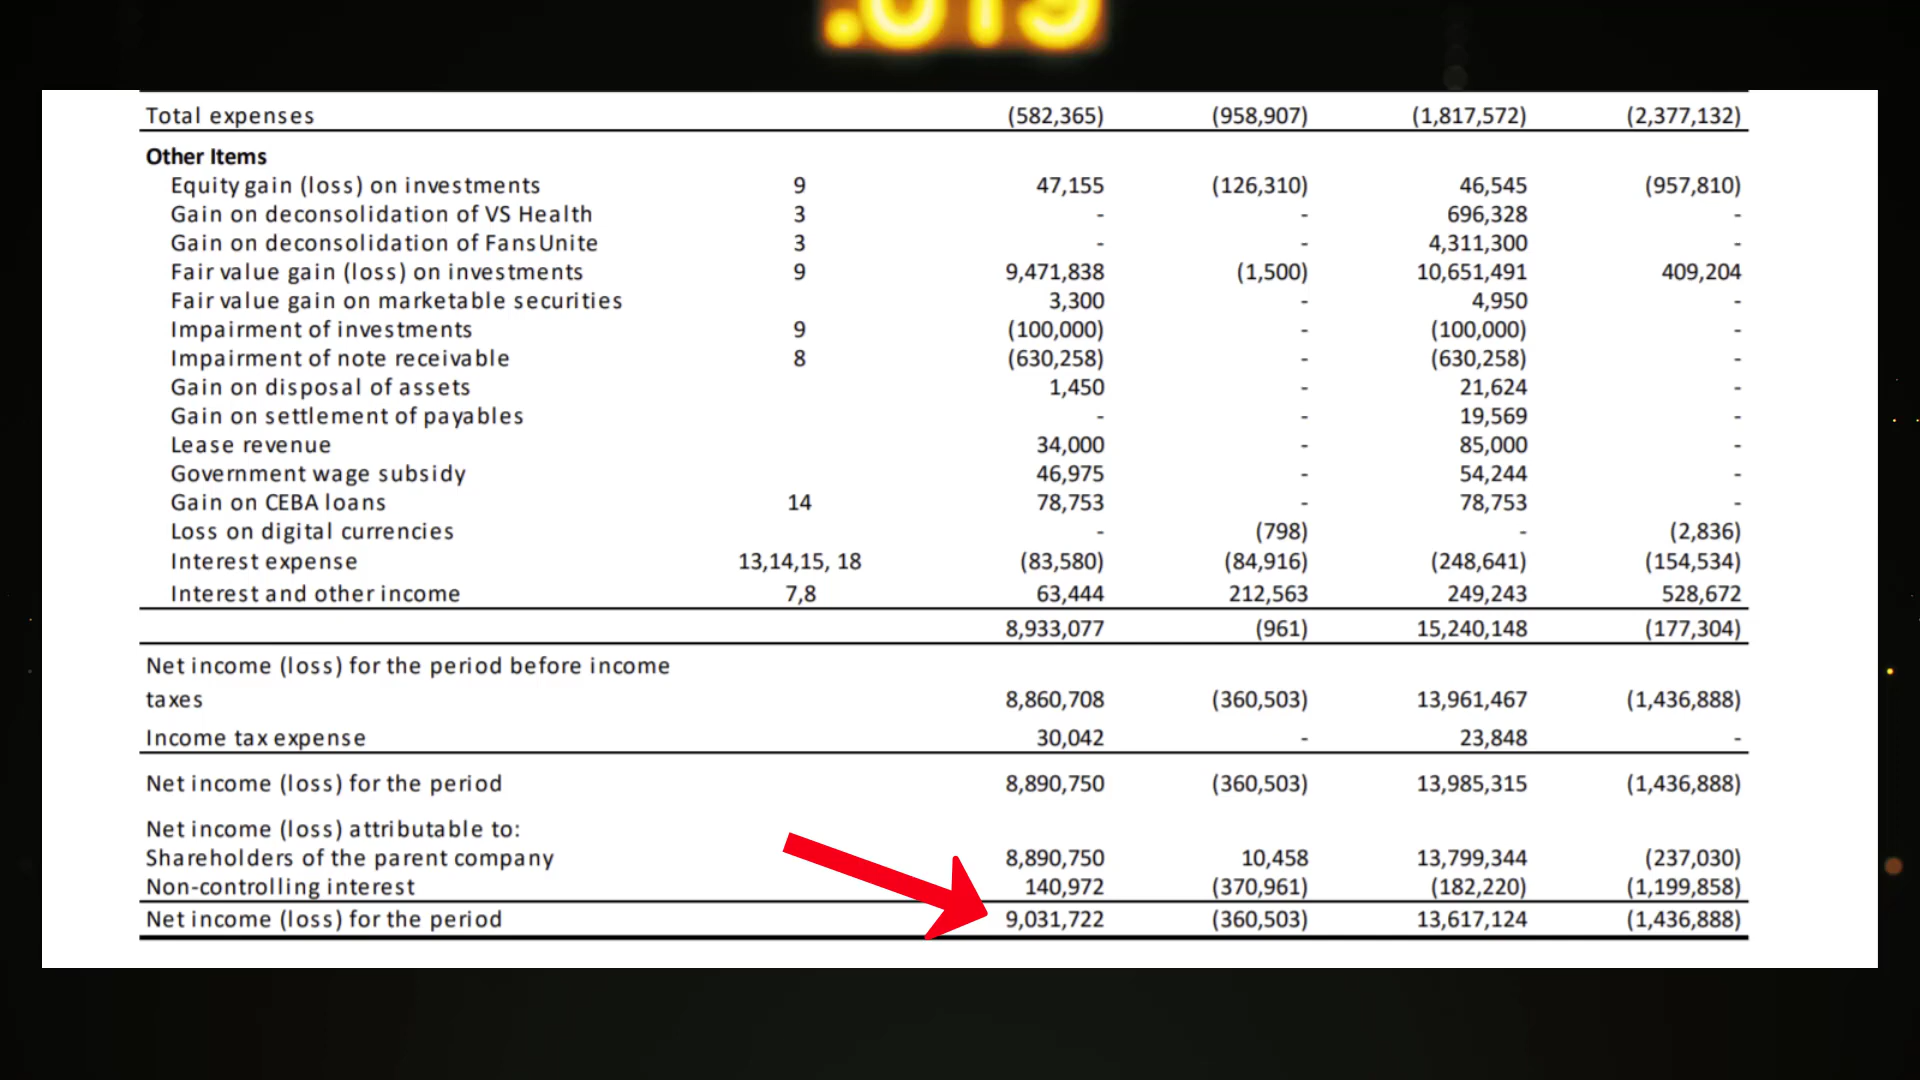 .019
Total expenses (582,365) (958,907) (1,817,572) (2,377,132)
Other Items
Equity gain (loss) on investments 9 47,155 (126,310) 46,545 (957,810)
Gain on deconsolidation of VS Health 3 - - 696,328 -
Gain on deconsolidation of FansUnite 3 - - 4,311,300 -
Fair value gain (loss) on investments 9 9,471,838 (1,500) 10,651,491 409,204
Fair value gain on marketable securities 3,300 - 4,950 -
Impairment of investments 9 (100,000) - (100,000) -
Impairment of note receivable 8 (630,258) - (630,258) -
Gain on disposal of assets 1,450 - 21,624 -
Gain on settlement of payables - - 19,569 -
Lease revenue 34,000 - 85,000 -
Government wage subsidy 46,975 - 54,244 -
Gain on CEBA loans 14 78,753 - 78,753 -
Loss on digital currencies - (798) - (2,836)
Interest expense 13,14,15, 18 (83,580) (84,916) (248,641) (154,534)
Interest and other income 7,8 63,444 212,563 249,243 528,672
8,933,077 (961) 15,240,148 (177,304)
Net income (loss) for the period before income
taxes 8,860,708 (360,503) 13,961,467 (1,436,888)
Income tax expense 30,042 - 23,848 -
Net income (loss) for the period 8,890,750 (360,503) 13,985,315 (1,436,888)
Net income (loss) attributable to:
Shareholders of the parent company 8,890,750 10,458 13,799,344 (237,030)
Non-controlling interest 140,972 (370,961) (182,220) (1,199,858)
Net income (loss) for the period 9,031,722 (360,503) 13,617,124 (1,436,888)